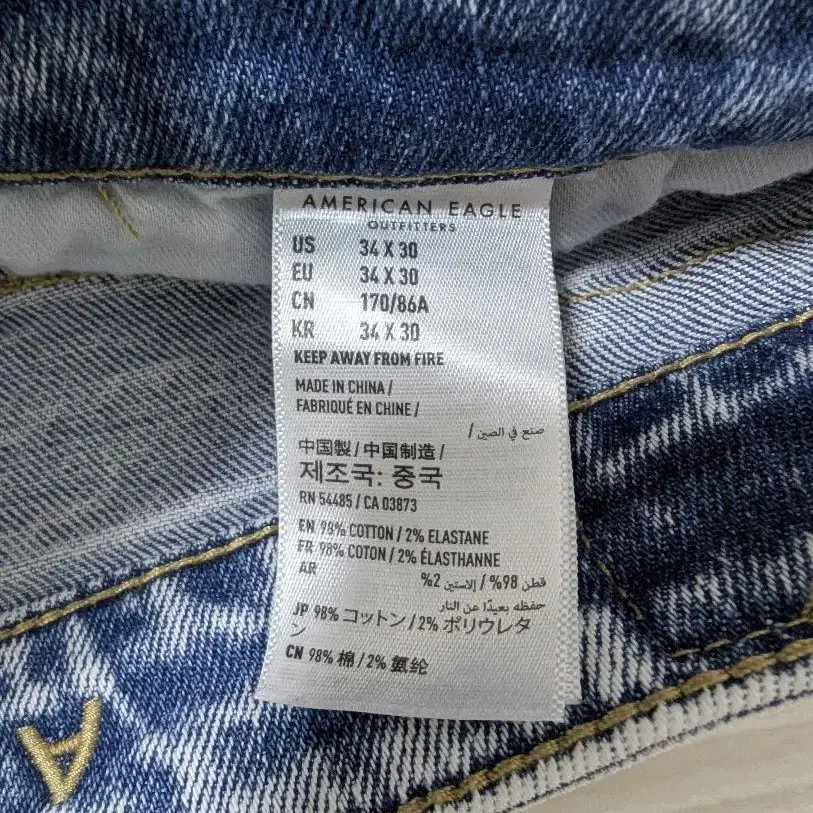 AMERICAN EAGLE
OUTFITTERS
US 34 X 30
EU 34 X 30
CN 170/86A
KR 34 X 30
KEEP AWAY FROM FIRE
MADE IN CHINA /
FABRIQUÉ EN CHINE /
صنع في الصين /
中国製 / 中国制造 /
제조국: 중국
RN 54485 / CA 03873
EN 98% COTTON / 2% ELASTANE
FR 98% COTON / 2% ÉLASTHANNE
AR
قطن 98% / إلاستين 2%
حفظه بعيدًا عن النار
JP 98% コットン / 2% ポリウレタ
ン
CN 98% 棉 / 2% 氨纶
A